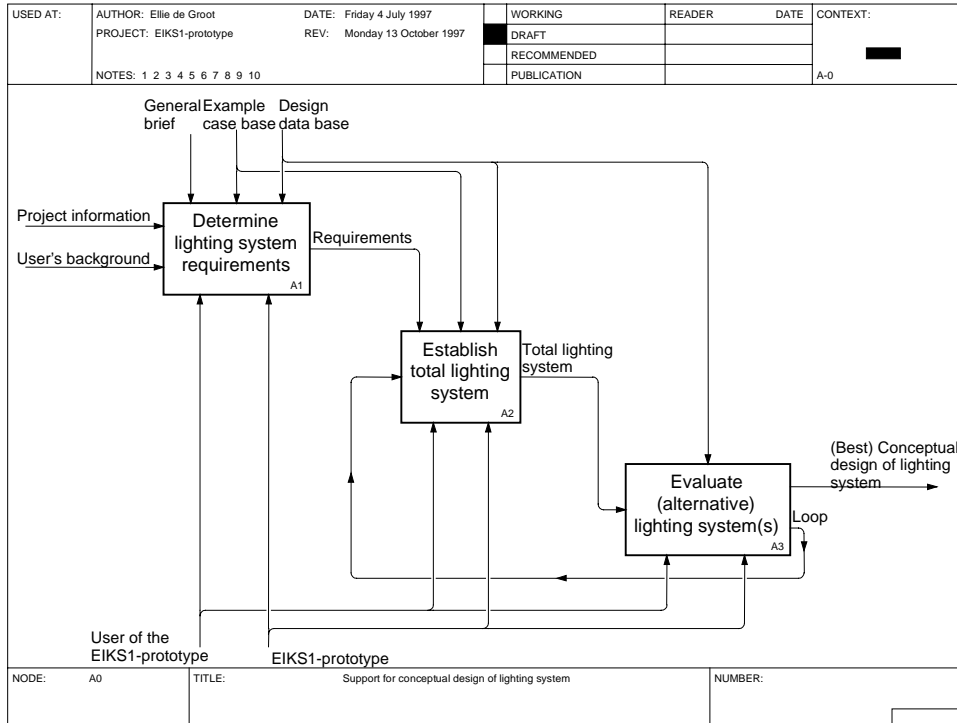 USED AT:
AUTHOR: Ellie de Groot
DATE: Friday 4 July 1997
WORKING
READER
DATE
CONTEXT:
PROJECT: EIKS1-prototype
REV: Monday 13 October 1997
DRAFT
RECOMMENDED
NOTES: 1 2 3 4 5 6 7 8 9 10
PUBLICATION
A-0
General
brief
Example
case base
Design
data base
Project information
User's background
Determine
lighting system
requirements
A1
Requirements
Establish
total lighting
system
A2
Total lighting
system
Evaluate
(alternative)
lighting system(s)
A3
(Best) Conceptual
design of lighting
system
Loop
User of the
EIKS1-prototype
EIKS1-prototype
NODE:
A0
TITLE:
Support for conceptual design of lighting system
NUMBER: